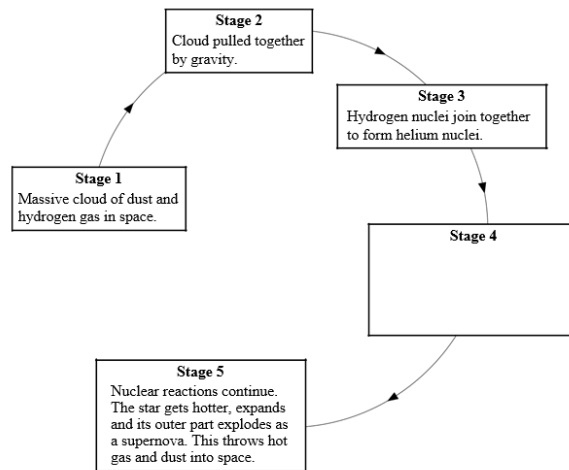 Stage 1
Massive cloud of dust and
hydrogen gas in space.
Stage 2
Cloud pulled together
by gravity.
Stage 3
Hydrogen nuclei join together
to form helium nuclei.
Stage 4
Stage 5
Nuclear reactions continue.
The star gets hotter, expands
and its outer part explodes as
a supernova. This throws hot
gas and dust into space.